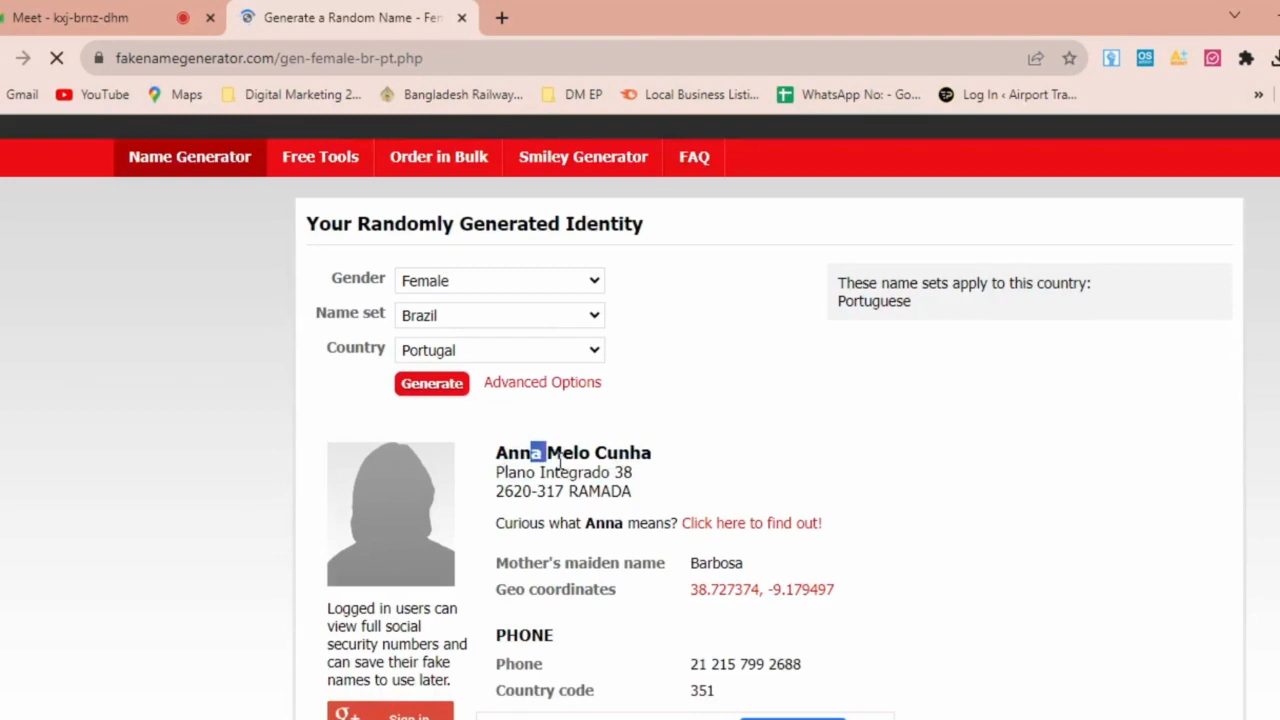 Meet - kxj-brnz-dhm
Generate a Random Name - Fen
fakenamegenerator.com/gen-female-br-pt.php
Gmail YouTube Maps Digital Marketing 2... Bangladesh Railway... DM EP Local Business Listi... WhatsApp No: - Go... Log In ‹ Airport Tra... »
Name Generator Free Tools Order in Bulk Smiley Generator FAQ
Your Randomly Generated Identity
Gender Female
Name set Brazil
Country Portugal
These name sets apply to this country:
Portuguese
Generate Advanced Options
Anna Melo Cunha
Plano Integrado 38
2620-317 RAMADA
Curious what Anna means? Click here to find out!
Mother's maiden name Barbosa
Geo coordinates 38.727374, -9.179497
Logged in users can
view full social
security numbers and
can save their fake
names to use later.
PHONE
Phone 21 215 799 2688
Country code 351
g+ Sign in